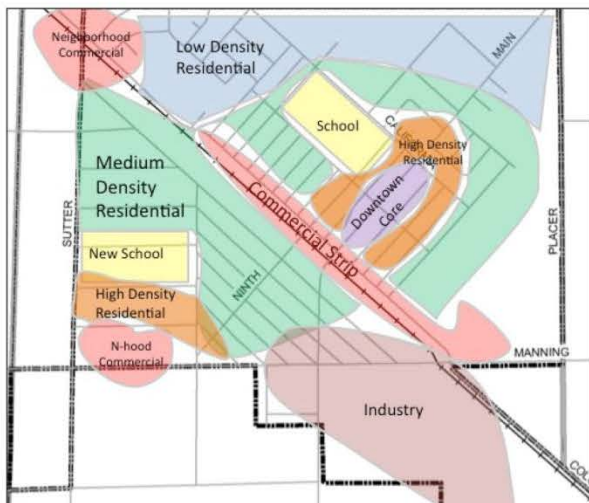 Neighborhood
Commercial
Low Density
Residential
MAIN
School
High Density
Residential
Medium
Density
Residential
Downtown
Core
SUTTER
PLACER
Commercial Strip
New School
NINTH
High Density
Residential
N-hood
Commercial
MANNING
Industry